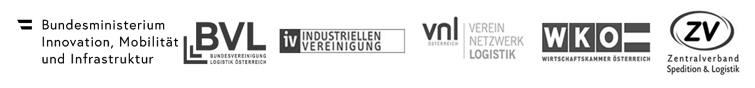 Bundesministerium
Innovation, Mobilität
und Infrastruktur
BVL
BUNDESVEREINIGUNG
LOGISTIK ÖSTERREICH
iv
INDUSTRIELLEN
VEREINIGUNG
vnl
ÖSTERREICH
VEREIN
NETZWERK
LOGISTIK
WKO
WIRTSCHAFTSKAMMER ÖSTERREICH
ZV
Zentralverband
Spedition & Logistik